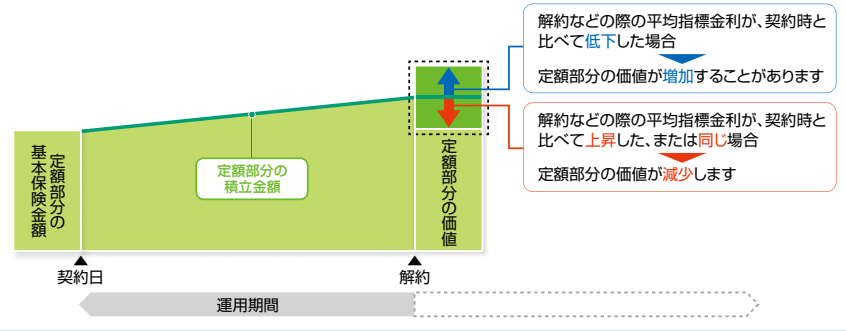 解約などの際の平均指標金利が、契約時と
比べて低下した場合
定額部分の価値が増加することがあります
解約などの際の平均指標金利が、契約時と
比べて上昇した、または同じ場合
定額部分の価値が減少します
定額部分の
基本保険金額
定額部分の
積立金額
定額部分の価値
契約日
解約
運用期間